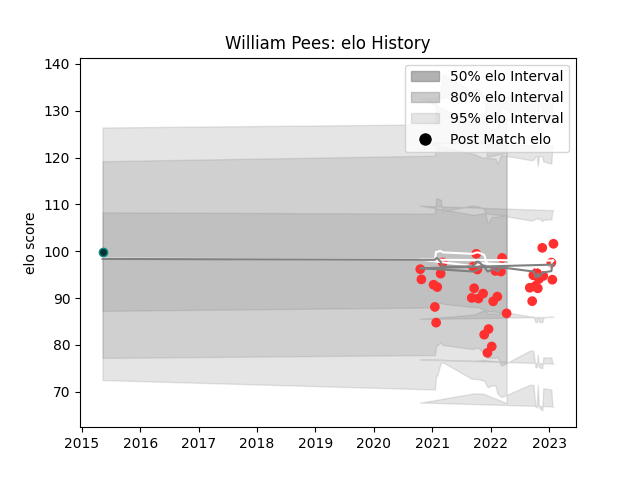 William Pees: elo History
140
130
120
110
100
90
80
70
elo score
50% elo Interval
80% elo Interval
95% elo Interval
Post Match elo
2015 2016 2017 2018 2019 2020 2021 2022 2023